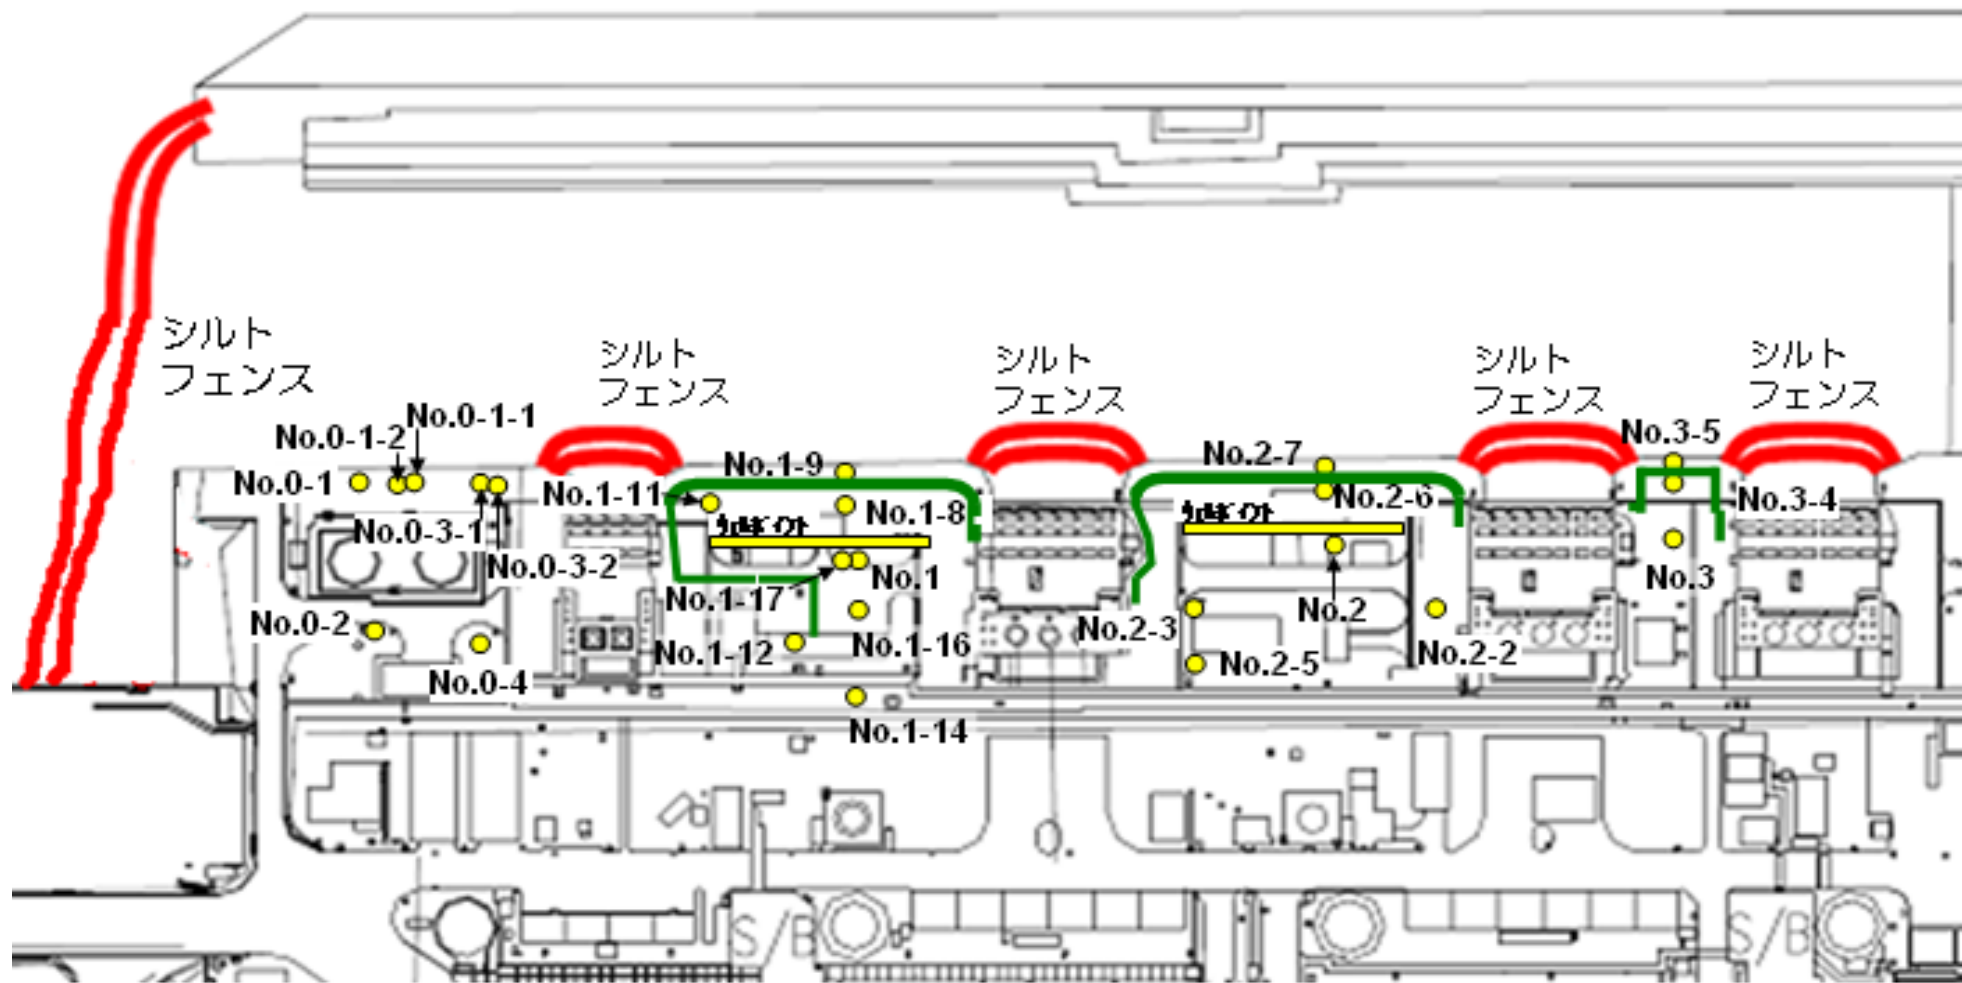 シルト
フェンス
シルト
フェンス
シルト
フェンス
シルト
フェンス
シルト
フェンス
No.0-1-1
No.0-1-2
No.0-1
No.0-3-1
No.0-3-2
No.0-2
No.0-4
No.1-9
No.1-11
No.1-8
No.1
No.1-17
No.1-16
No.1-12
No.1-14
No.2-7
No.2-6
No.2
No.2-3
No.2-5
No.2-2
No.3-5
No.3-4
No.3
S/B
S/B